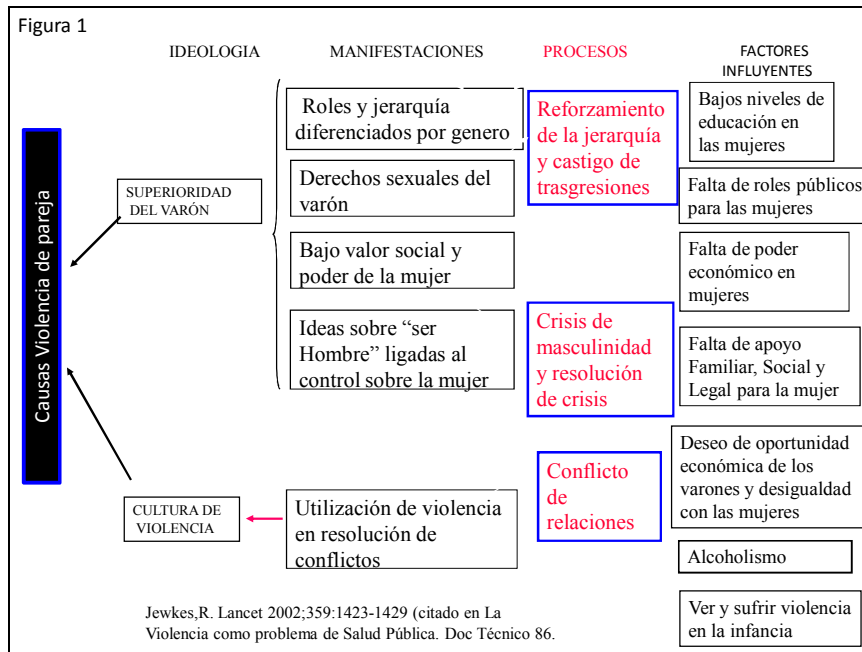 Figura 1
IDEOLOGIA
MANIFESTACIONES
PROCESOS
FACTORES
INFLUYENTES
Causas Violencia de pareja
SUPERIORIDAD
DEL VARÓN
CULTURA DE
VIOLENCIA
Roles y jerarquía
diferenciados por genero
Derechos sexuales del
varón
Bajo valor social y
poder de la mujer
Ideas sobre “ser
Hombre” ligadas al
control sobre la mujer
Utilización de violencia
en resolución de
conflictos
Reforzamiento
de la jerarquía
y castigo de
trasgresiones
Crisis de
masculinidad
y resolución
de crisis
Conflicto
de
relaciones
Bajos niveles de
educación en
las mujeres
Falta de roles públicos
para las mujeres
Falta de poder
económico en
mujeres
Falta de apoyo
Familiar, Social y
Legal para la mujer
Deseo de oportunidad
económica de los
varones y desigualdad
con las mujeres
Alcoholismo
Ver y sufrir violencia
en la infancia
Jewkes,R. Lancet 2002;359:1423-1429 (citado en La
Violencia como problema de Salud Pública. Doc Técnico 86.